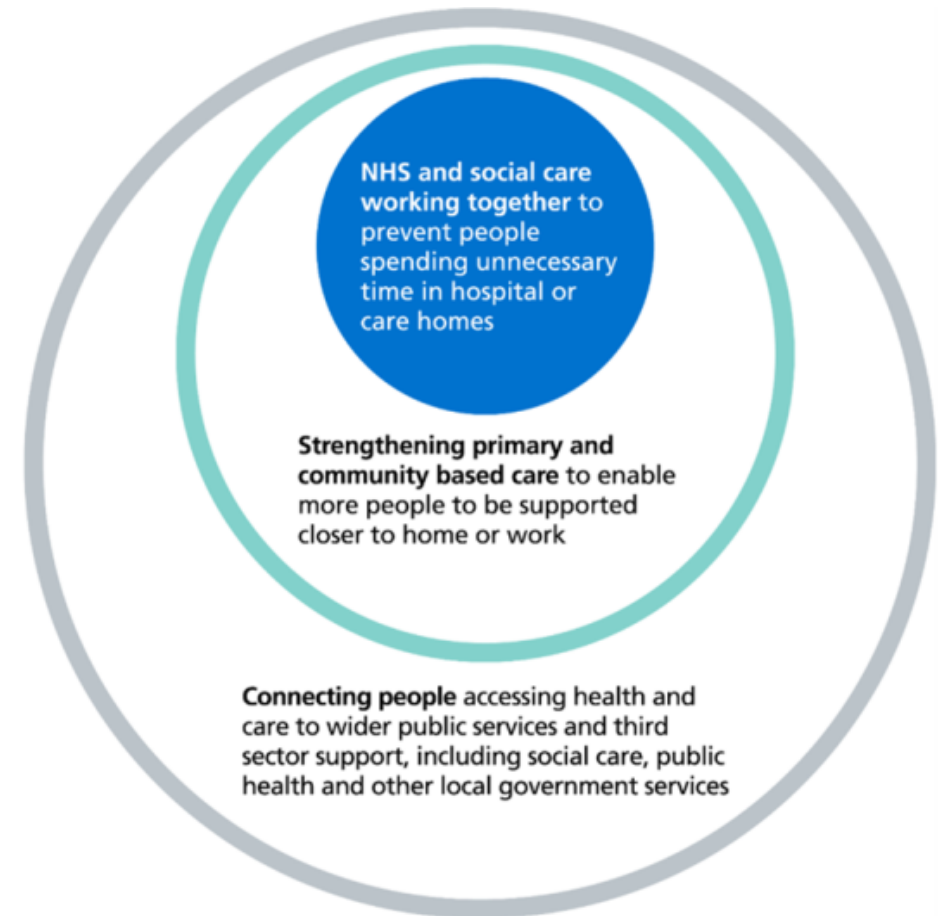 NHS and social care
working together to
prevent people
spending unnecessary
time in hospital or
care homes
Strengthening primary and
community based care to enable
more people to be supported
closer to home or work
Connecting people accessing health and
care to wider public services and third
sector support, including social care, public
health and other local government services